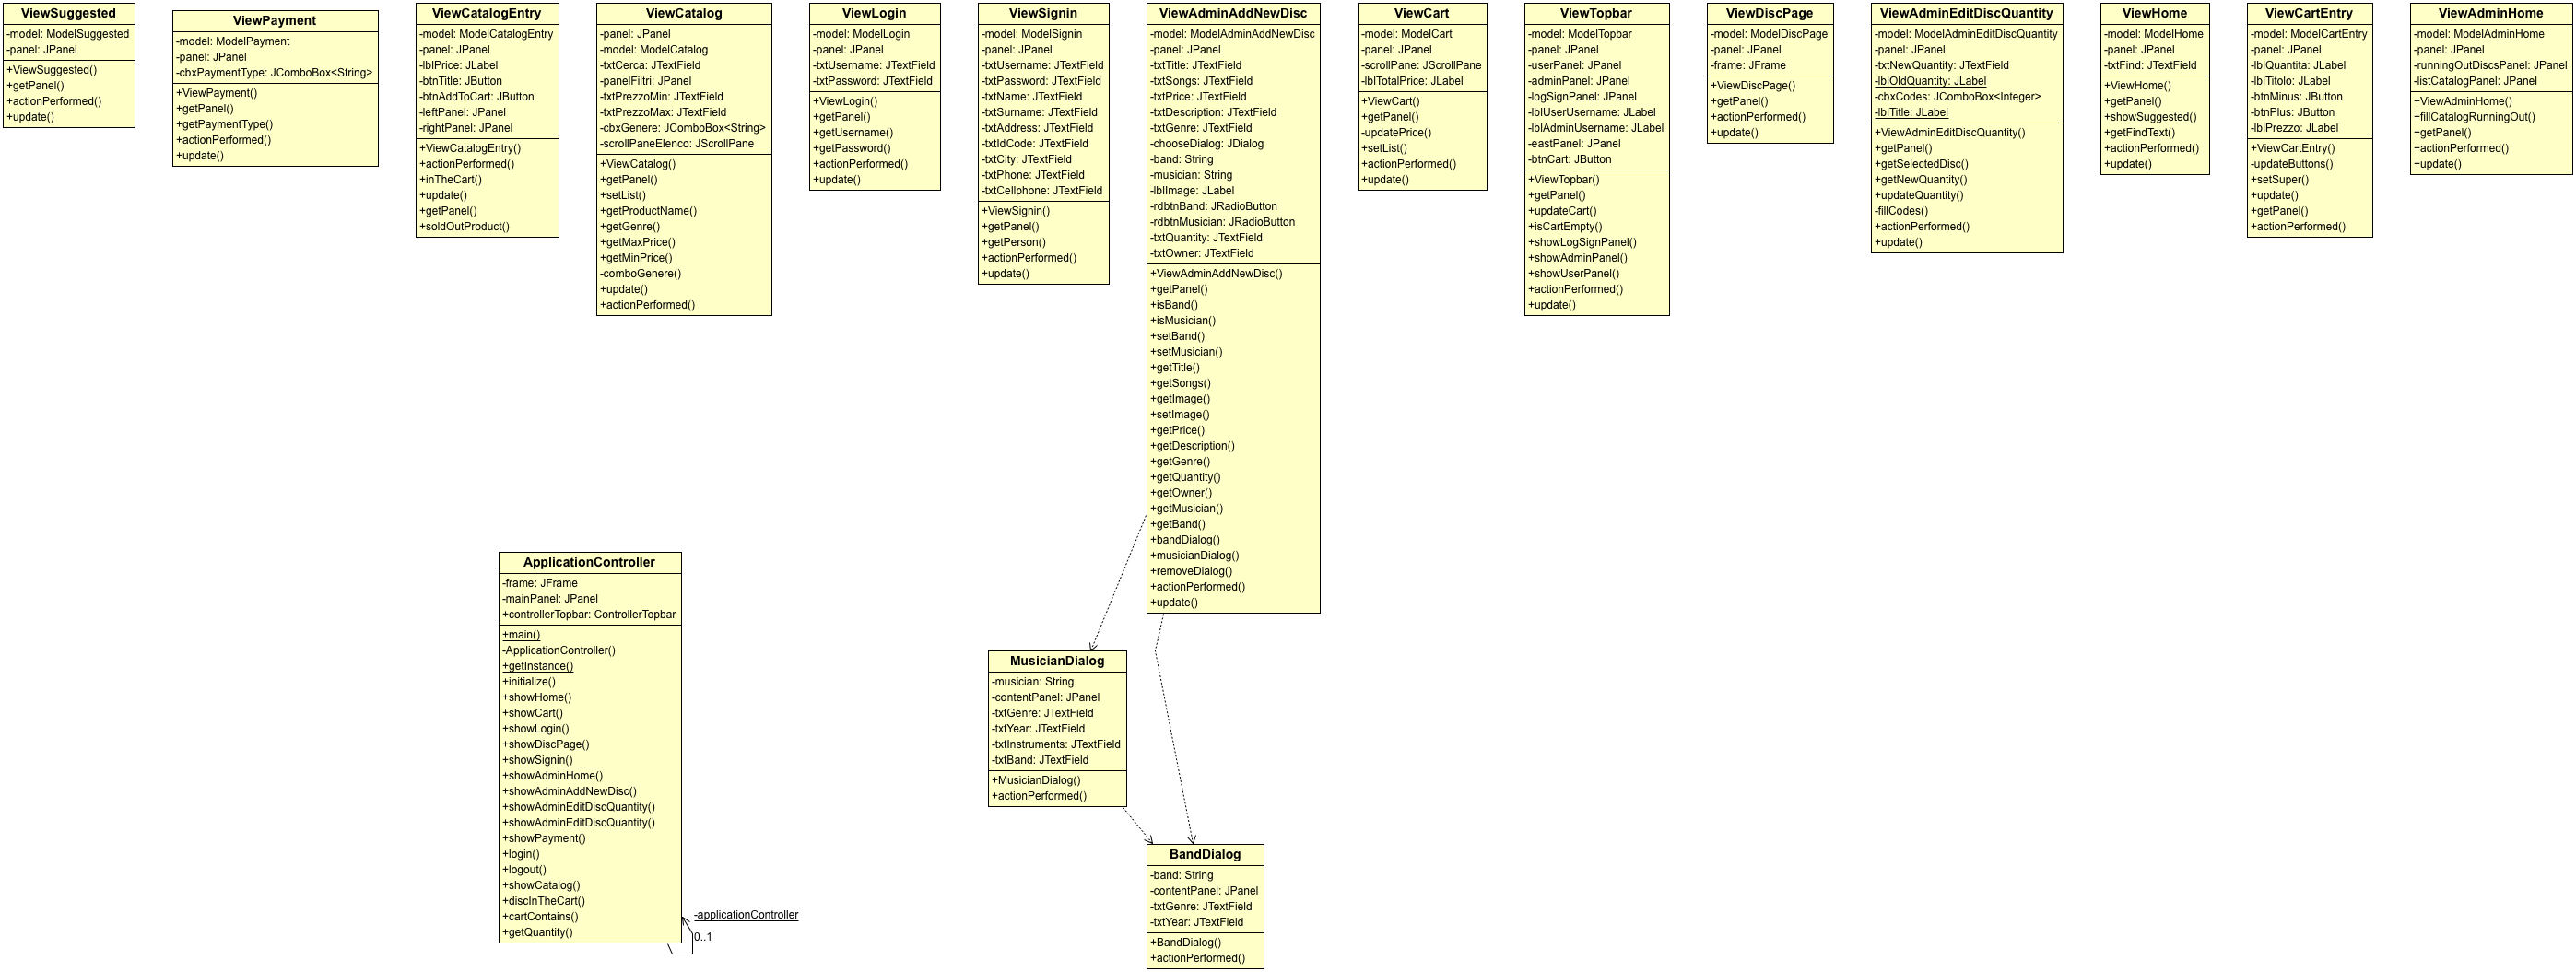 ViewSuggested
-model: ModelSuggested
-panel: JPanel
+ViewSuggested()
+getPanel()
+actionPerformed()
+update()
ViewPayment
-model: ModelPayment
-panel: JPanel
-cbxPaymentType: JComboBox<String>
+ViewPayment()
+getPanel()
+getPaymentType()
+actionPerformed()
+update()
ViewCatalogEntry
-model: ModelCatalogEntry
-panel: JPanel
-lblPrice: JLabel
-btnTitle: JButton
-btnAddToCart: JButton
-leftPanel: JPanel
-rightPanel: JPanel
+ViewCatalogEntry()
+actionPerformed()
+inTheCart()
+update()
+getPanel()
+soldOutProduct()
ViewCatalog
-panel: JPanel
-model: ModelCatalog
-txtCerca: JTextField
-panelFiltri: JPanel
-txtPrezzoMin: JTextField
-txtPrezzoMax: JTextField
-cbxGenere: JComboBox<String>
-scrollPaneElenco: JScrollPane
+ViewCatalog()
+getPanel()
+setList()
+getProductName()
+getGenre()
+getMaxPrice()
+getMinPrice()
-comboGenere()
+update()
+actionPerformed()
ViewLogin
-model: ModelLogin
-panel: JPanel
-txtUsername: JTextField
-txtPassword: JTextField
+ViewLogin()
+getPanel()
+getUsername()
+getPassword()
+actionPerformed()
+update()
ViewSignin
-model: ModelSignin
-panel: JPanel
-txtUsername: JTextField
-txtPassword: JTextField
-txtName: JTextField
-txtSurname: JTextField
-txtAddress: JTextField
-txtIdCode: JTextField
-txtCity: JTextField
-txtPhone: JTextField
-txtCellphone: JTextField
+ViewSignin()
+getPanel()
+getPerson()
+actionPerformed()
+update()
ViewAdminAddNewDisc
-model: ModelAdminAddNewDisc
-panel: JPanel
-txtTitle: JTextField
-txtSongs: JTextField
-txtPrice: JTextField
-txtDescription: JTextField
-txtGenre: JTextField
-chooseDialog: JDialog
-band: String
-musician: String
-lblImage: JLabel
-rdbtnBand: JRadioButton
-rdbtnMusician: JRadioButton
-txtQuantity: JTextField
-txtOwner: JTextField
+ViewAdminAddNewDisc()
+getPanel()
+isBand()
+isMusician()
+setBand()
+setMusician()
+getTitle()
+getSongs()
+getImage()
+setImage()
+getPrice()
+getDescription()
+getGenre()
+getQuantity()
+getOwner()
+getMusician()
+getBand()
+bandDialog()
+musicianDialog()
+removeDialog()
+actionPerformed()
+update()
ViewCart
-model: ModelCart
-panel: JPanel
-scrollPane: JScrollPane
-lblTotalPrice: JLabel
+ViewCart()
+getPanel()
-updatePrice()
+setList()
+actionPerformed()
+update()
ViewTopbar
-model: ModelTopbar
-panel: JPanel
-userPanel: JPanel
-adminPanel: JPanel
-logSignPanel: JPanel
-lblUserUsername: JLabel
-lblAdminUsername: JLabel
-eastPanel: JPanel
-btnCart: JButton
+ViewTopbar()
+getPanel()
+updateCart()
+isCartEmpty()
+showLogSignPanel()
+showAdminPanel()
+showUserPanel()
+actionPerformed()
+update()
ViewDiscPage
-model: ModelDiscPage
-panel: JPanel
-frame: JFrame
+ViewDiscPage()
+getPanel()
+actionPerformed()
+update()
ViewAdminEditDiscQuantity
-model: ModelAdminEditDiscQuantity
-panel: JPanel
-txtNewQuantity: JTextField
-lblOldQuantity: JLabel
-cbxCodes: JComboBox<Integer>
-lblTitle: JLabel
+ViewAdminEditDiscQuantity()
+getPanel()
+getSelectedDisc()
+getNewQuantity()
+updateQuantity()
-fillCodes()
+actionPerformed()
+update()
ViewHome
-model: ModelHome
-panel: JPanel
-txtFind: JTextField
+ViewHome()
+getPanel()
+showSuggested()
+getFindText()
+actionPerformed()
+update()
ViewCartEntry
-model: ModelCartEntry
-panel: JPanel
-lblQuantita: JLabel
-lblTitolo: JLabel
-btnMinus: JButton
-btnPlus: JButton
-lblPrezzo: JLabel
+ViewCartEntry()
-updateButtons()
+setSuper()
+update()
+getPanel()
+actionPerformed()
ViewAdminHome
-model: ModelAdminHome
-panel: JPanel
-runningOutDiscsPanel: JPanel
-listCatalogPanel: JPanel
+ViewAdminHome()
+fillCatalogRunningOut()
+getPanel()
+actionPerformed()
+update()
ApplicationController
-frame: JFrame
-mainPanel: JPanel
+controllerTopbar: ControllerTopbar
+main()
-ApplicationController()
+getInstance()
+initialize()
+showHome()
+showCart()
+showLogin()
+showDiscPage()
+showSignin()
+showAdminHome()
+showAdminAddNewDisc()
+showAdminEditDiscQuantity()
+showAdminEditDiscQuantity()
+showPayment()
+login()
+logout()
+showCatalog()
+discInTheCart()
+cartContains()
+getQuantity()
-applicationController
0..1
MusicianDialog
-musician: String
-contentPanel: JPanel
-txtGenre: JTextField
-txtYear: JTextField
-txtInstruments: JTextField
-txtBand: JTextField
+MusicianDialog()
+actionPerformed()
BandDialog
-band: String
-contentPanel: JPanel
-txtGenre: JTextField
-txtYear: JTextField
+BandDialog()
+actionPerformed()